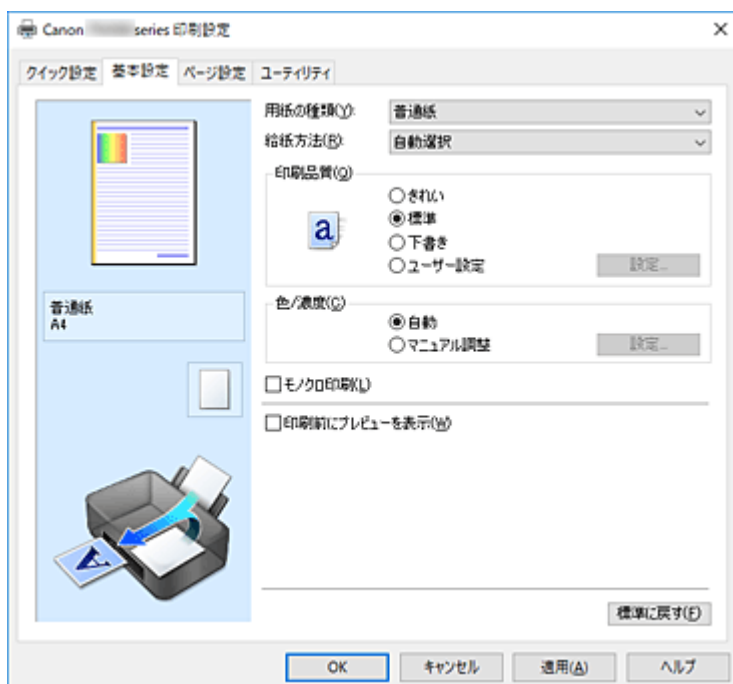 Canon series 印刷設定
クイック設定 基本設定 ページ設定 ユーティリティ
用紙の種類(Y): 普通紙
給紙方法(R): 自動選択
印刷品質(Q)
a
きれい
標準
下書き
ユーザー設定 設定...
普通紙
A4
色/濃度(C)
自動
マニュアル調整 設定...
モノクロ印刷(L)
印刷前にプレビューを表示(W)
A
標準に戻す(F)
OK キャンセル 適用(A) ヘルプ